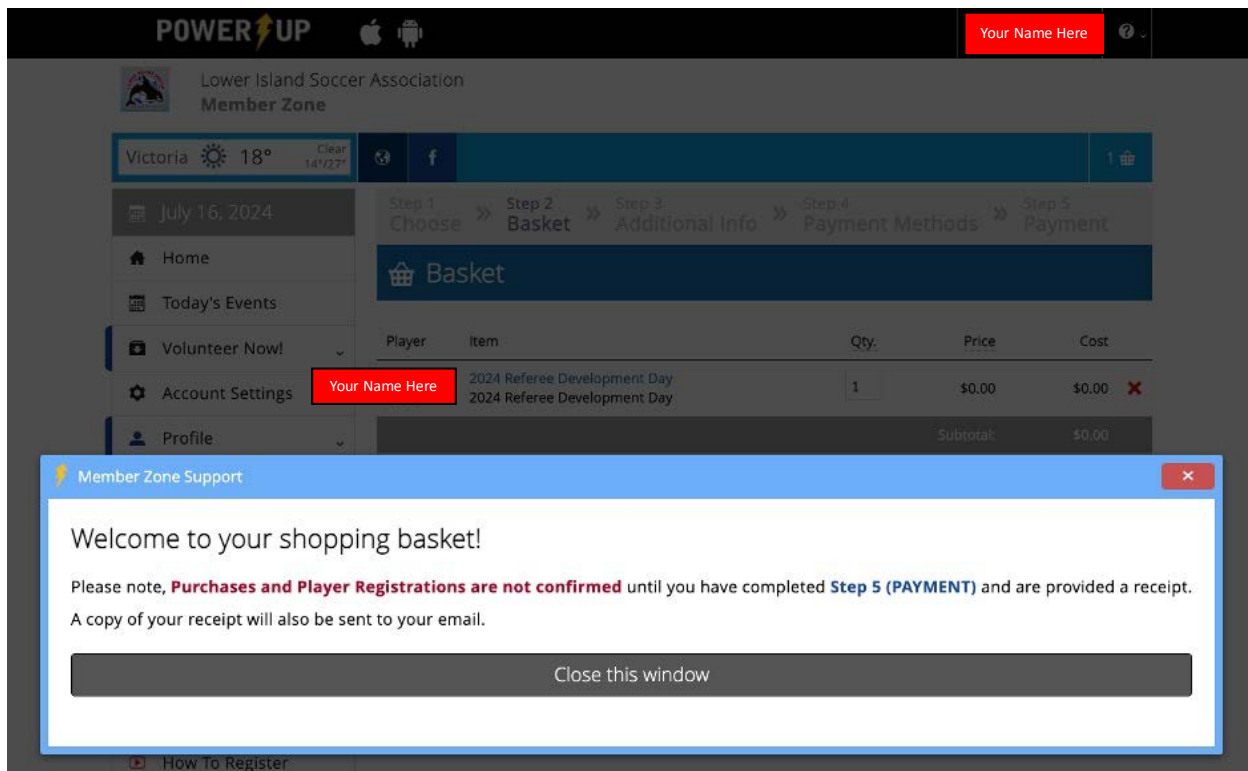 POWER UP
Your Name Here
Lower Island Soccer Association
Member Zone
Victoria 18° Clear 14°/27°
f
1
July 16, 2024
Step 1 Step 2 Step 3 Step 4 Step 5
Choose » Basket » Additional Info » Payment Methods » Payment
Home
Basket
Today's Events
Volunteer Now!
Player Item Qty. Price Cost
Account Settings
Your Name Here
2024 Referee Development Day 1 $0.00 $0.00
2024 Referee Development Day
Profile
Subtotal: $0.00
Member Zone Support
Welcome to your shopping basket!
Please note, Purchases and Player Registrations are not confirmed until you have completed Step 5 (PAYMENT) and are provided a receipt.
A copy of your receipt will also be sent to your email.
Close this window
How To Register